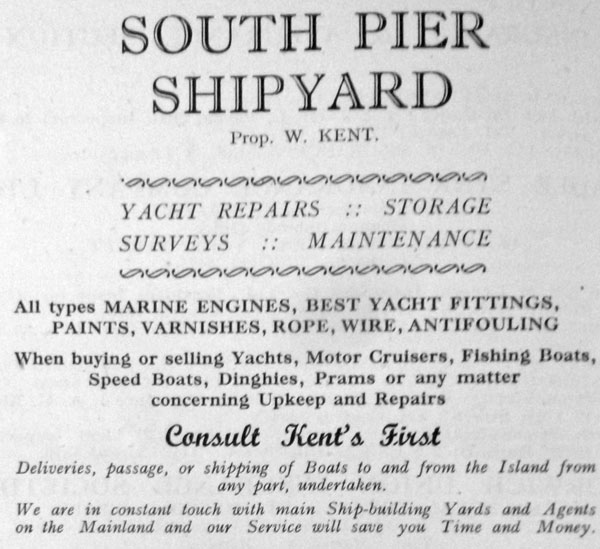 SOUTH PIER
SHIPYARD
Prop. W. KENT.
YACHT REPAIRS :: STORAGE
SURVEYS :: MAINTENANCE
All types MARINE ENGINES, BEST YACHT FITTINGS,
PAINTS, VARNISHES, ROPE, WIRE, ANTIFOULING
When buying or selling Yachts, Motor Cruisers, Fishing Boats,
Speed Boats, Dinghies, Prams or any matter
concerning Upkeep and Repairs
Consult Kent's First
Deliveries, passage, or shipping of Boats to and from the Island from
any part, undertaken.
We are in constant touch with main Ship-building Yards and Agents
on the Mainland and our Service will save you Time and Money.